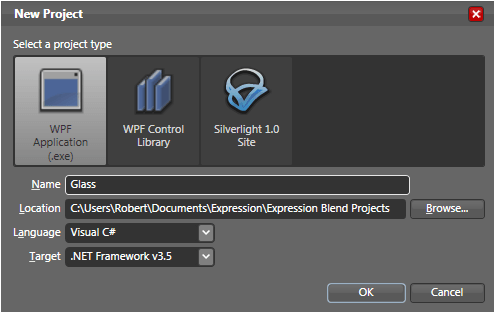 New Project
Select a project type
WPF
Application
(.exe)
WPF Control
Library
Silverlight 1.0
Site
Name Glass
Location C:\Users\Robert\Documents\Expression\Expression Blend Projects Browse...
Language Visual C#
Target .NET Framework v3.5
OK Cancel